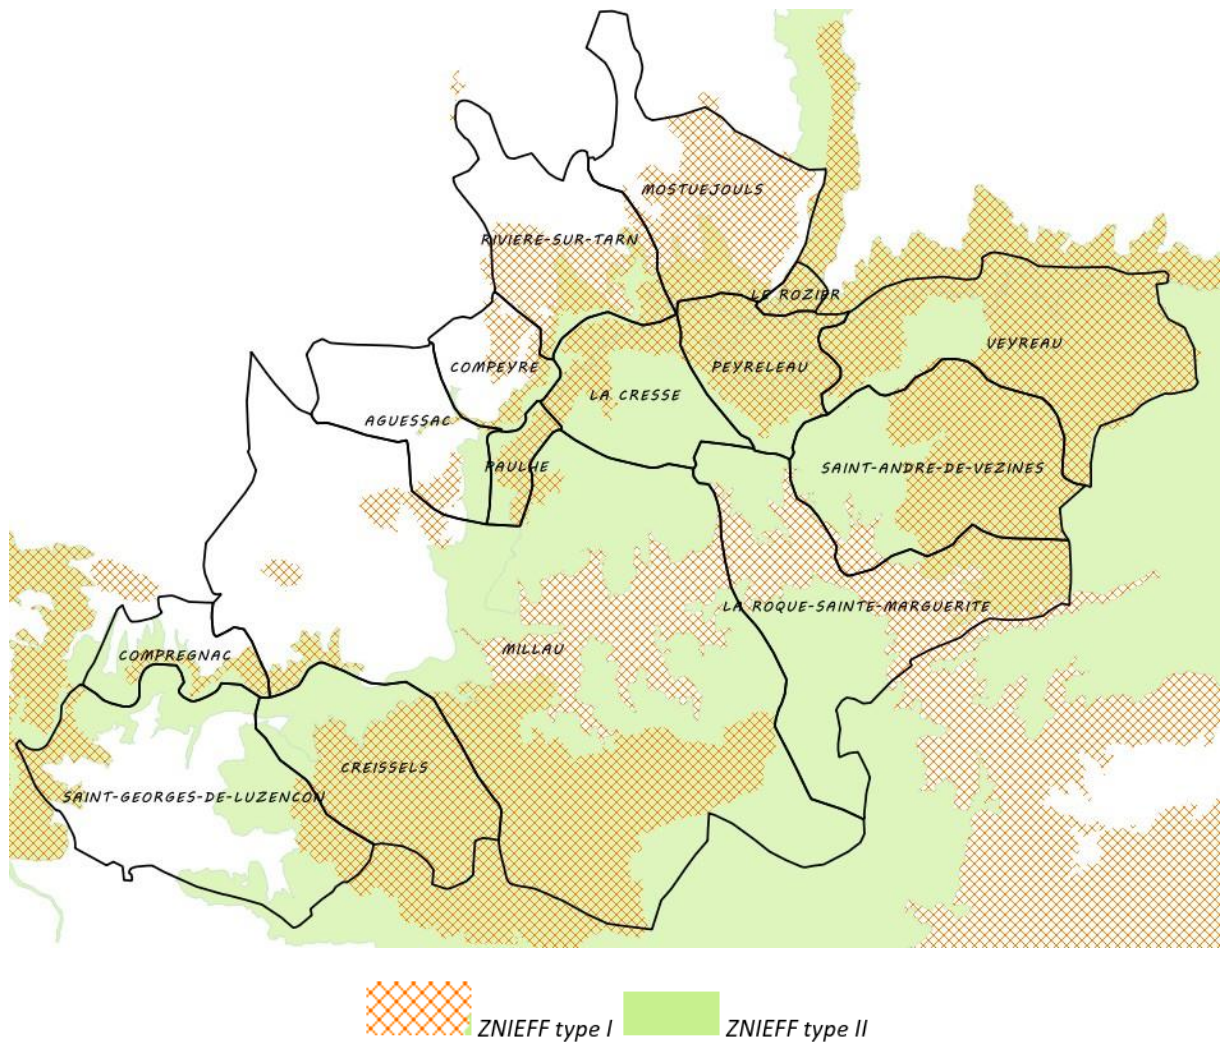 MOSTUEJOULS
RIVIERE-SUR-TARN
LE ROZIER
VEYREAU
COMPEYRE
PEYRELEAU
LA CRESSE
AGUESSAC
PAULHE
SAINT-ANDRE-DE-VEZINES
LA ROQUE-SAINTE-MARGUERITE
MILLAU
COMPREGNAC
CREISSELS
SAINT-GEORGES-DE-LUZENCON
ZNIEFF type I
ZNIEFF type II